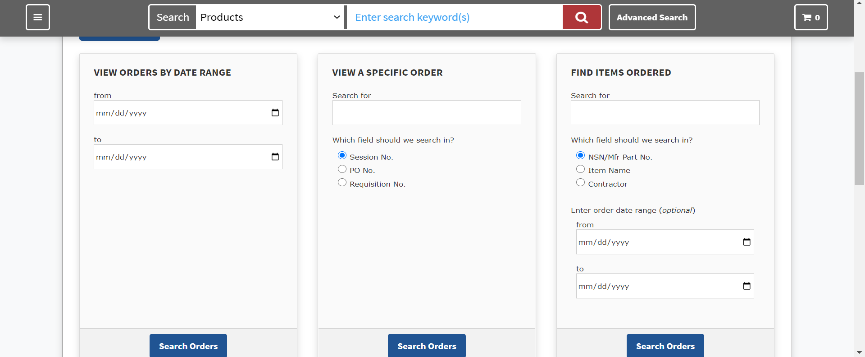 Search Products Enter search keyword(s) Advanced Search 0
VIEW ORDERS BY DATE RANGE
from
mm/dd/yyyy
to
mm/dd/yyyy
Search Orders
VIEW A SPECIFIC ORDER
Search for
Which field should we search in?
Session No.
PO No.
Requisition No.
Search Orders
FIND ITEMS ORDERED
Search for
Which field should we search in?
NSN/Mfr Part No.
Item Name
Contractor
Enter order date range (optional)
from
mm/dd/yyyy
to
mm/dd/yyyy
Search Orders